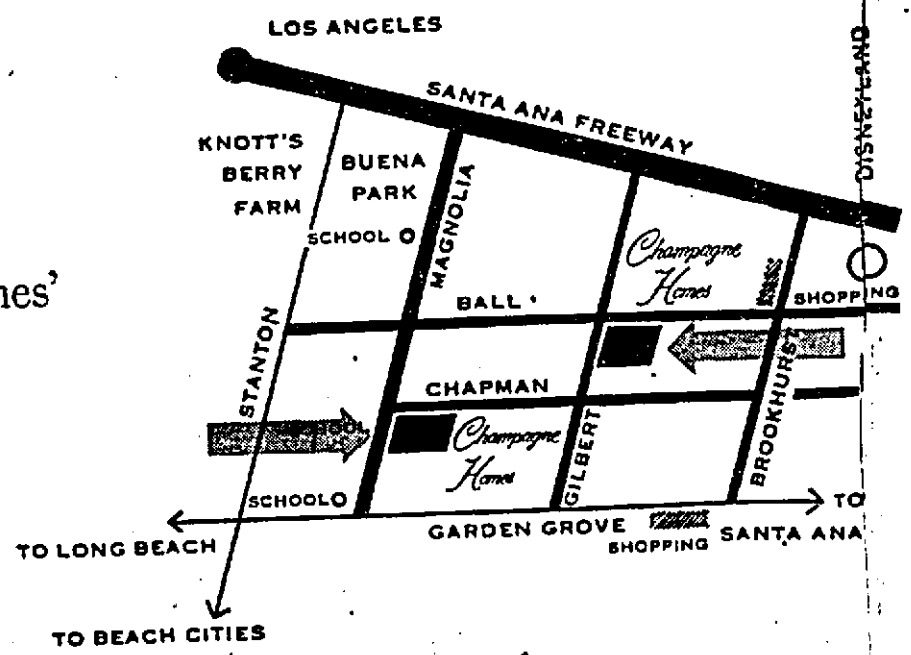 LOS ANGELES
DISNEYLAND
SANTA ANA FREEWAY
KNOTT'S
BERRY
FARM
BUENA
PARK
MAGNOLIA
SCHOOL
Champagne
Homes
nes'
BALL
SHOPPING
STANTON
CHAPMAN
BROOKHURST
GILBERT
Champagne
Homes
SCHOOL
TO
GARDEN GROVE
SANTA ANA
SHOPPING
TO LONG BEACH
TO BEACH CITIES